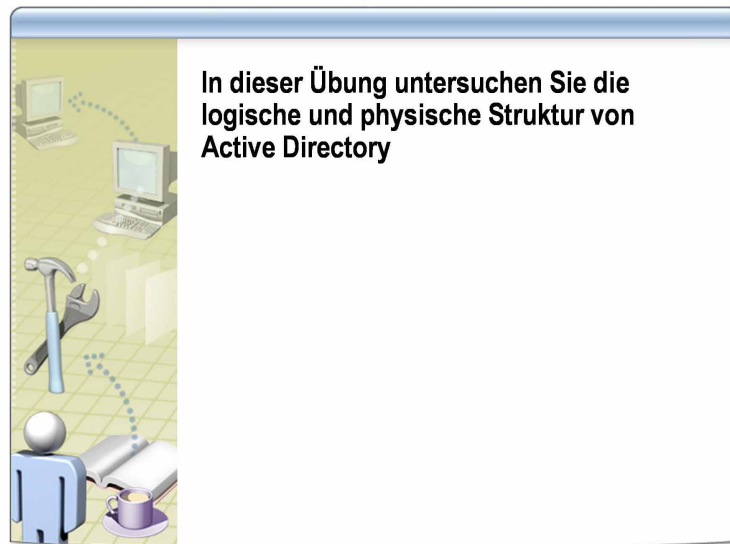 In dieser Übung untersuchen Sie die
logische und physische Struktur von
Active Directory